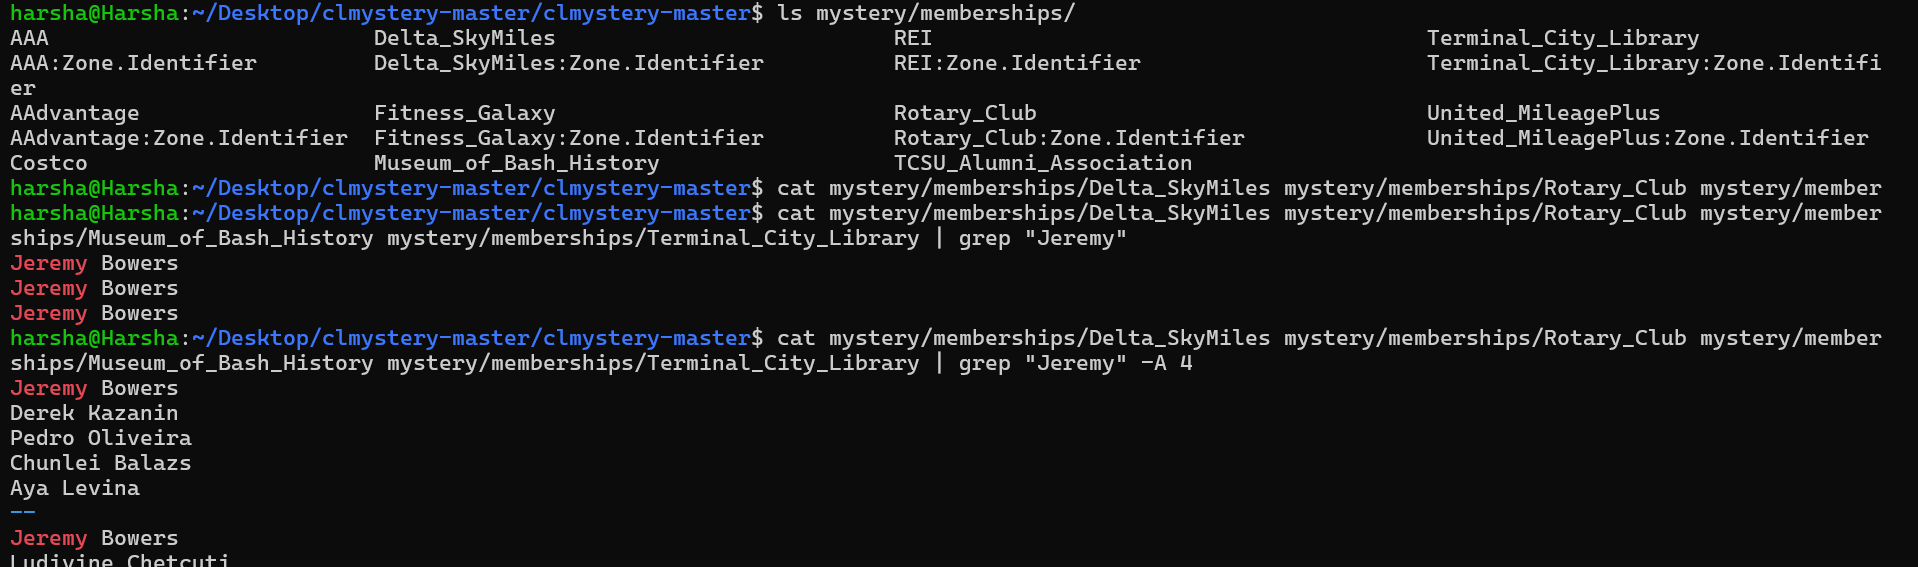 harsha@Harsha:~/Desktop/clmystery-master/clmystery-master$ ls mystery/memberships/
AAA                         Delta_SkyMiles                          REI                                      Terminal_City_Library
AAA:Zone.Identifier         Delta_SkyMiles:Zone.Identifier          REI:Zone.Identifier                      Terminal_City_Library:Zone.Identifi
er
AAdvantage                  Fitness_Galaxy                          Rotary_Club                              United_MileagePlus
AAdvantage:Zone.Identifier  Fitness_Galaxy:Zone.Identifier          Rotary_Club:Zone.Identifier              United_MileagePlus:Zone.Identifier
Costco                      Museum_of_Bash_History                  TCSU_Alumni_Association
harsha@Harsha:~/Desktop/clmystery-master/clmystery-master$ cat mystery/memberships/Delta_SkyMiles mystery/memberships/Rotary_Club mystery/member
harsha@Harsha:~/Desktop/clmystery-master/clmystery-master$ cat mystery/memberships/Delta_SkyMiles mystery/memberships/Rotary_Club mystery/member
ships/Museum_of_Bash_History mystery/memberships/Terminal_City_Library | grep "Jeremy"
Jeremy Bowers
Jeremy Bowers
Jeremy Bowers
harsha@Harsha:~/Desktop/clmystery-master/clmystery-master$ cat mystery/memberships/Delta_SkyMiles mystery/memberships/Rotary_Club mystery/member
ships/Museum_of_Bash_History mystery/memberships/Terminal_City_Library | grep "Jeremy" -A 4
Jeremy Bowers
Derek Kazanin
Pedro Oliveira
Chunlei Balazs
Aya Levina
--
Jeremy Bowers
Ludivine Chetcuti